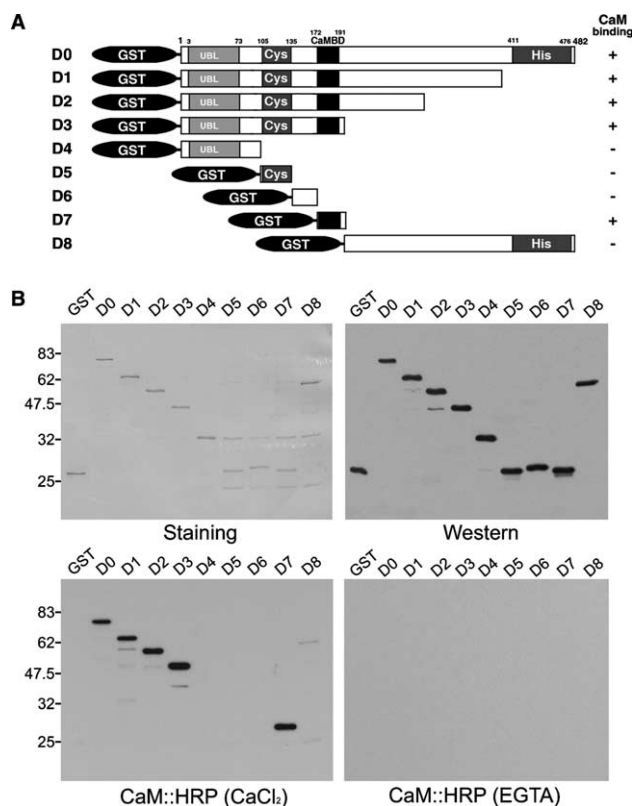 A
CaM
binding
1 3 73 105 135 172 191 411 476 482
CaMBD
D0 GST UBL Cys His +
D1 GST UBL Cys +
D2 GST UBL Cys +
D3 GST UBL Cys +
D4 GST UBL -
D5 GST Cys -
D6 GST -
D7 GST +
D8 GST His -
B
GST D0 D1 D2 D3 D4 D5 D6 D7 D8
GST D0 D1 D2 D3 D4 D5 D6 D7 D8
83
62
47.5
32
25
Staining
Western
GST D0 D1 D2 D3 D4 D5 D6 D7 D8
GST D0 D1 D2 D3 D4 D5 D6 D7 D8
83
62
47.5
32
25
CaM::HRP (CaCl₂)
CaM::HRP (EGTA)